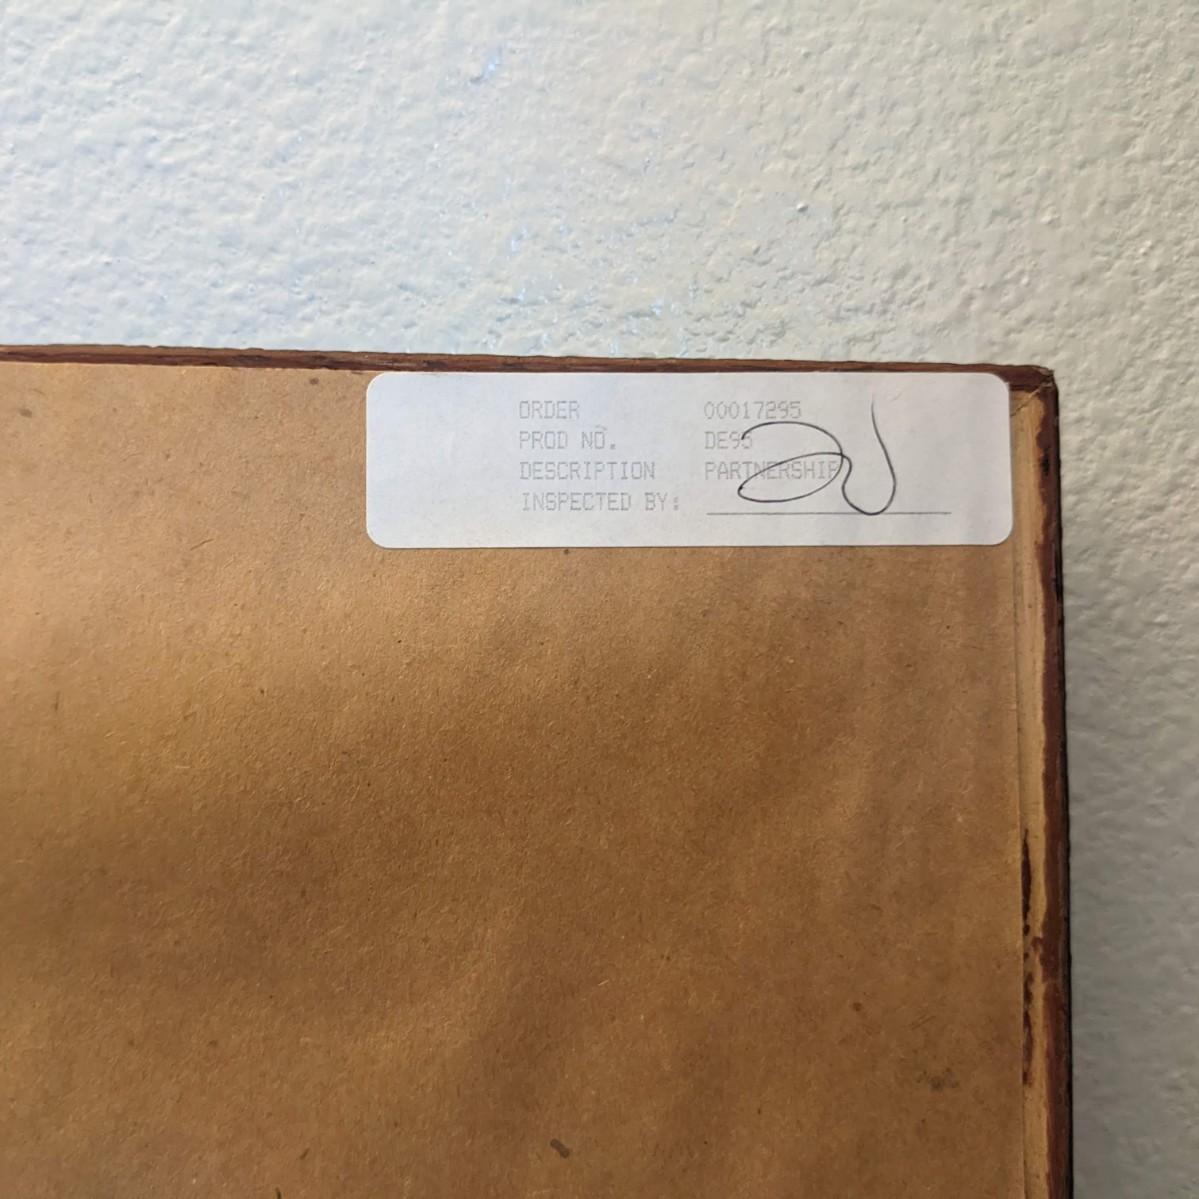 ORDER 00017295
PROD NO. DE95
DESCRIPTION PARTNERSHIP
INSPECTED BY: